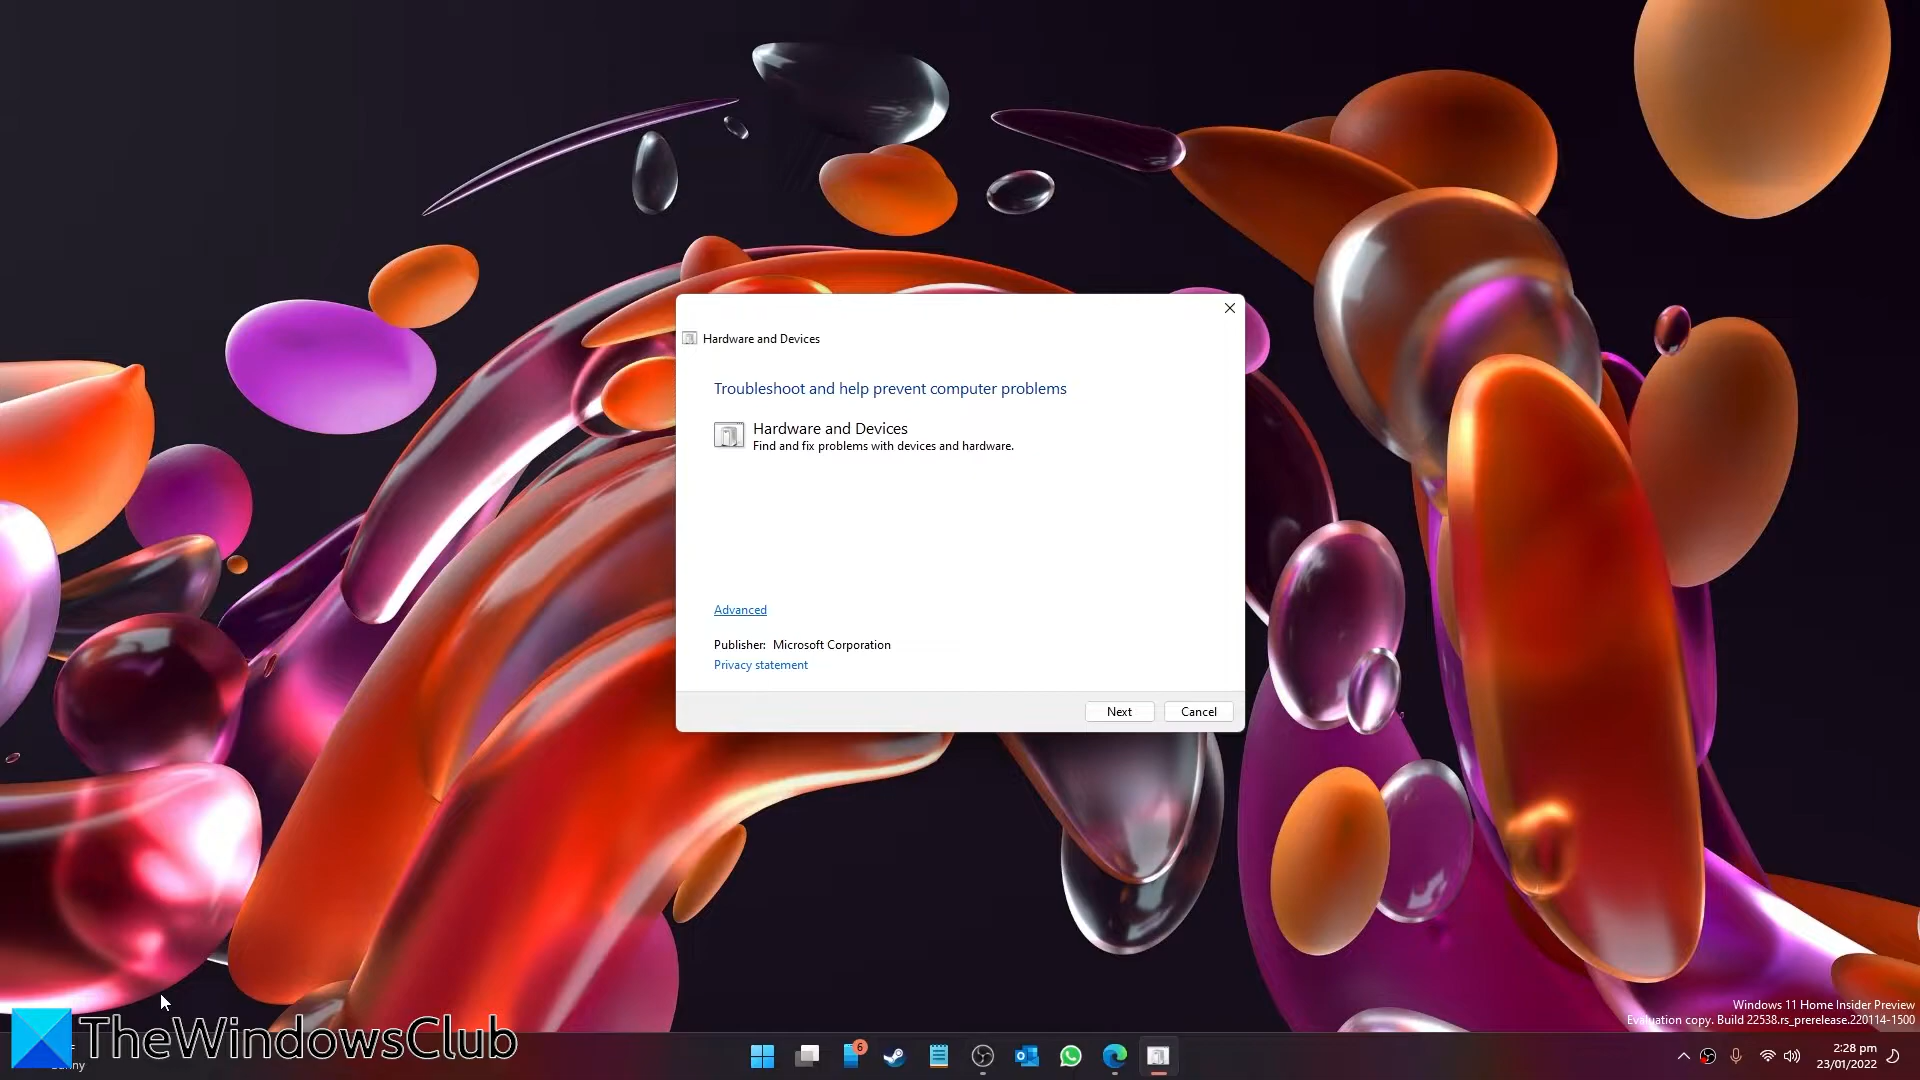 Hardware and Devices
Troubleshoot and help prevent computer problems
Hardware and Devices
Find and fix problems with devices and hardware.
Advanced
Publisher: Microsoft Corporation
Privacy statement
Next
Cancel
Windows 11 Home Insider Preview
Evaluation copy. Build 22538.rs_prerelease.220114-1500
TheWindowsClub
6
2:28 pm
23/01/2022